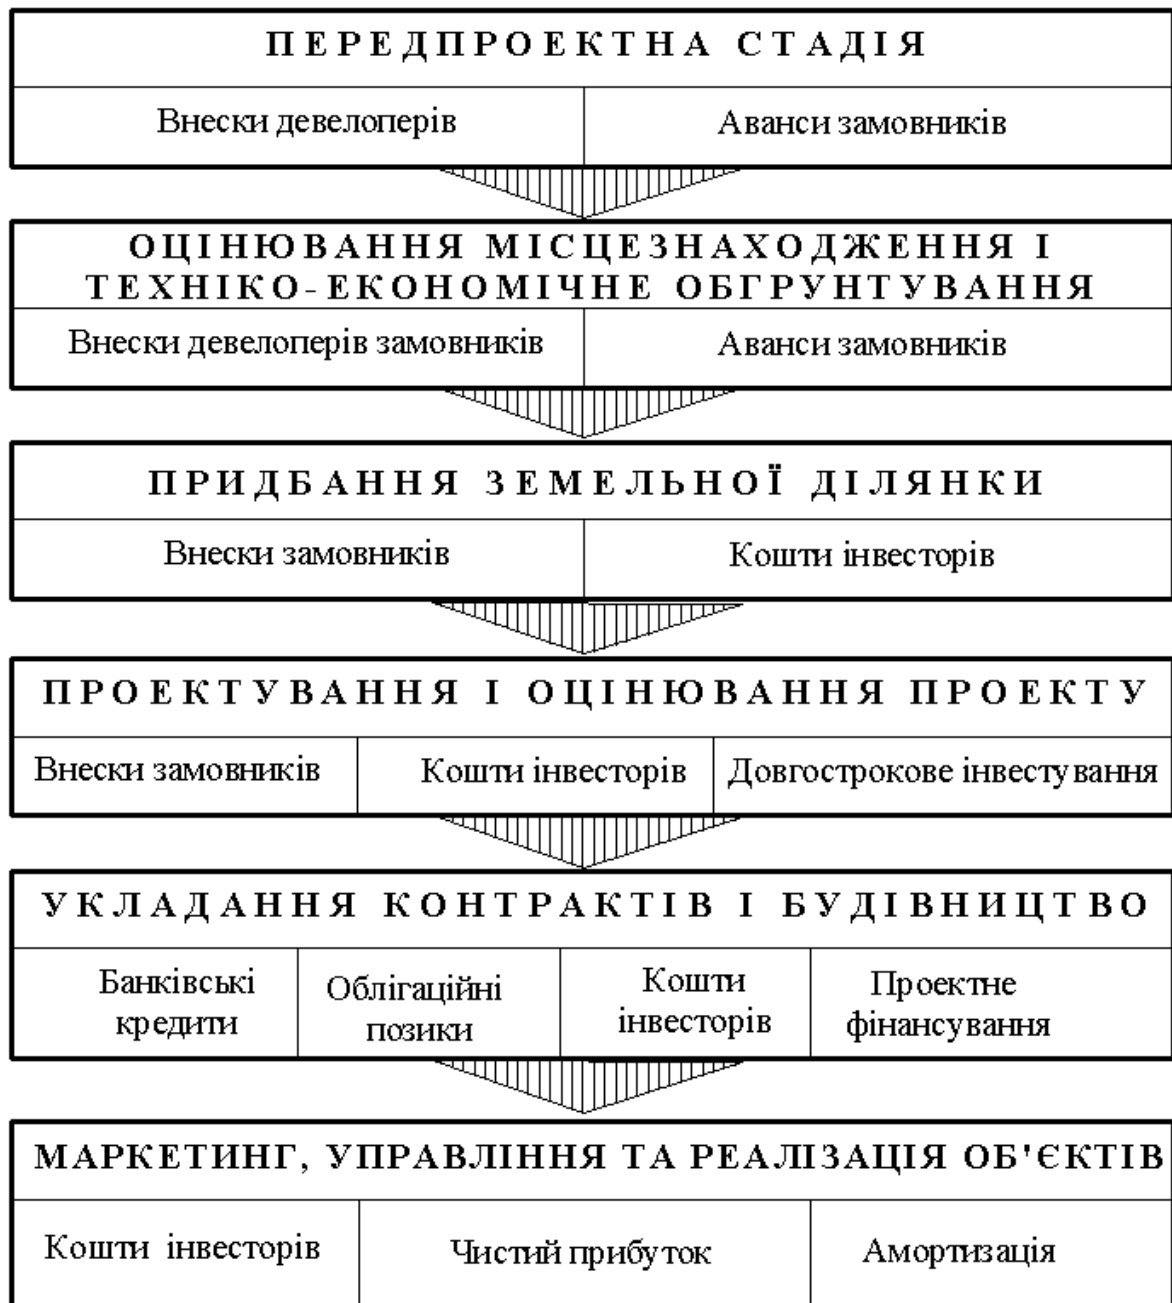 ПЕРЕДПРОЕКТНА СТАДІЯ
Внески девелоперів
Аванси замовників
ОЦІНЮВАННЯ МІСЦЕЗНАХОДЖЕННЯ І
ТЕХНІКО-ЕКОНОМІЧНЕ ОБГРУНТУВАННЯ
Внески девелоперів замовників
Аванси замовників
ПРИДБАННЯ ЗЕМЕЛЬНОЇ ДІЛЯНКИ
Внески замовників
Кошти інвесторів
ПРОЕКТУВАННЯ І ОЦІНЮВАННЯ ПРОЕКТУ
Внески замовників
Кошти інвесторів
Довгострокове інвестування
УКЛАДАННЯ КОНТРАКТІВ І БУДІВНИЦТВО
Банківські
кредити
Облігаційні
позики
Кошти
інвесторів
Проектне
фінансування
МАРКЕТИНГ, УПРАВЛІННЯ ТА РЕАЛІЗАЦІЯ ОБ'ЄКТІВ
Кошти інвесторів
Чистий прибуток
Амортизація